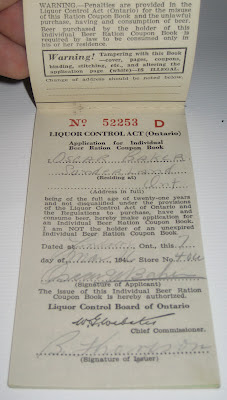 WARNING.—Penalties are provided in the
Liquor Control Act (Ontario) for the misuse
of this Ration Coupon Book, and the unlawful
purchase, having and consumption of beer.
Beer purchased by the holder of this
Individual Beer Ration Coupon Book is
required by law to be consumed only in
his or her residence.
Warning! Tampering with this Book
—cover, pages, coupons,
binding, stitching, etc., and altering the
application page (white)—IS ILLEGAL.
Change of address should be noted below.
No 52253 D
LIQUOR CONTROL ACT (Ontario)
Application for Individual
Beer Ration Coupon Book
Oscar
Sunderland
(Residing at)
Ont
(Address in full)
being of the full age of twenty-one years
and not disqualified under the provisions
of the Liquor Control Act of Ontario and
the Regulations to purchase, have and
consume beer, hereby make application for
an Individual Beer Ration Coupon Book.
I am NOT the holder of an unexpired
Individual Beer Ration Coupon Book.
Dated at Ont., this
day of 194 Store No.
Oscar
(Signature of Applicant)
The issue of this Individual Beer Ration
Coupon Book is hereby authorized.
Liquor Control Board of Ontario
Chief Commissioner.
(Signature of Issuer)